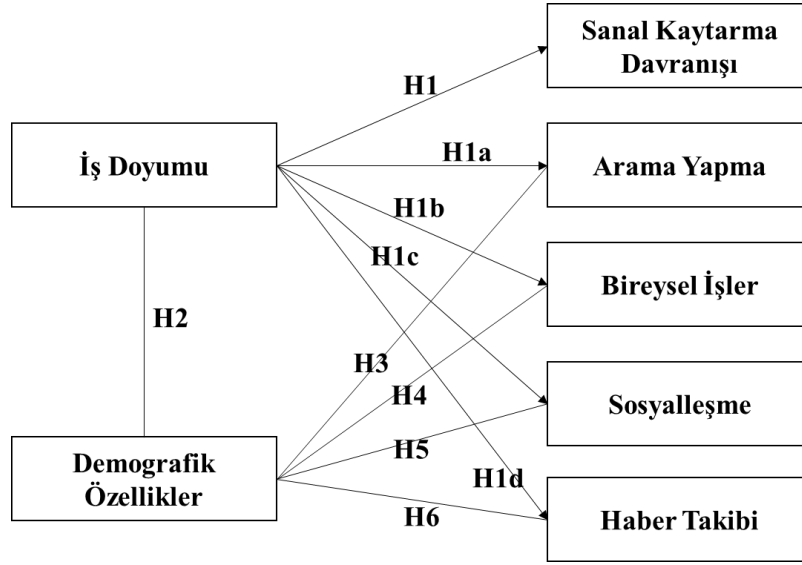 Sanal Kaytarma
Davranışı
H1
İş Doyumu
H1a
Arama Yapma
H1b
H1c
Bireysel İşler
H2
H3
H4
Sosyalleşme
H5
Demografik
Özellikler
H1d
H6
Haber Takibi